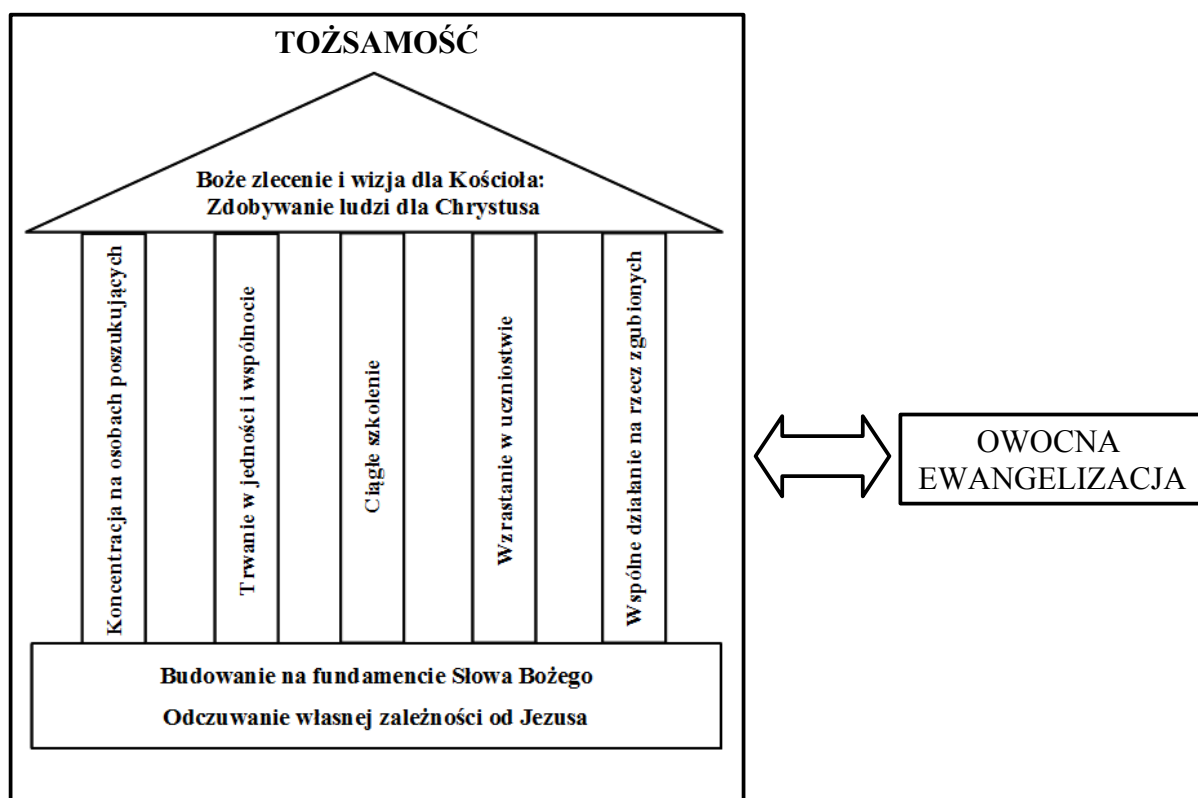 TOŻSAMOŚĆ
Boże zlecenie i wizja dla Kościoła:
Zdobywanie ludzi dla Chrystusa
Koncentracja na osobach poszukujących
Trwanie w jedności i wspólnocie
Ciągłe szkolenie
Wzrastanie w uczniostwie
Wspólne działanie na rzecz zgubionych
Budowanie na fundamencie Słowa Bożego
Odczuwanie własnej zależności od Jezusa
OWOCNA
EWANGELIZACJA